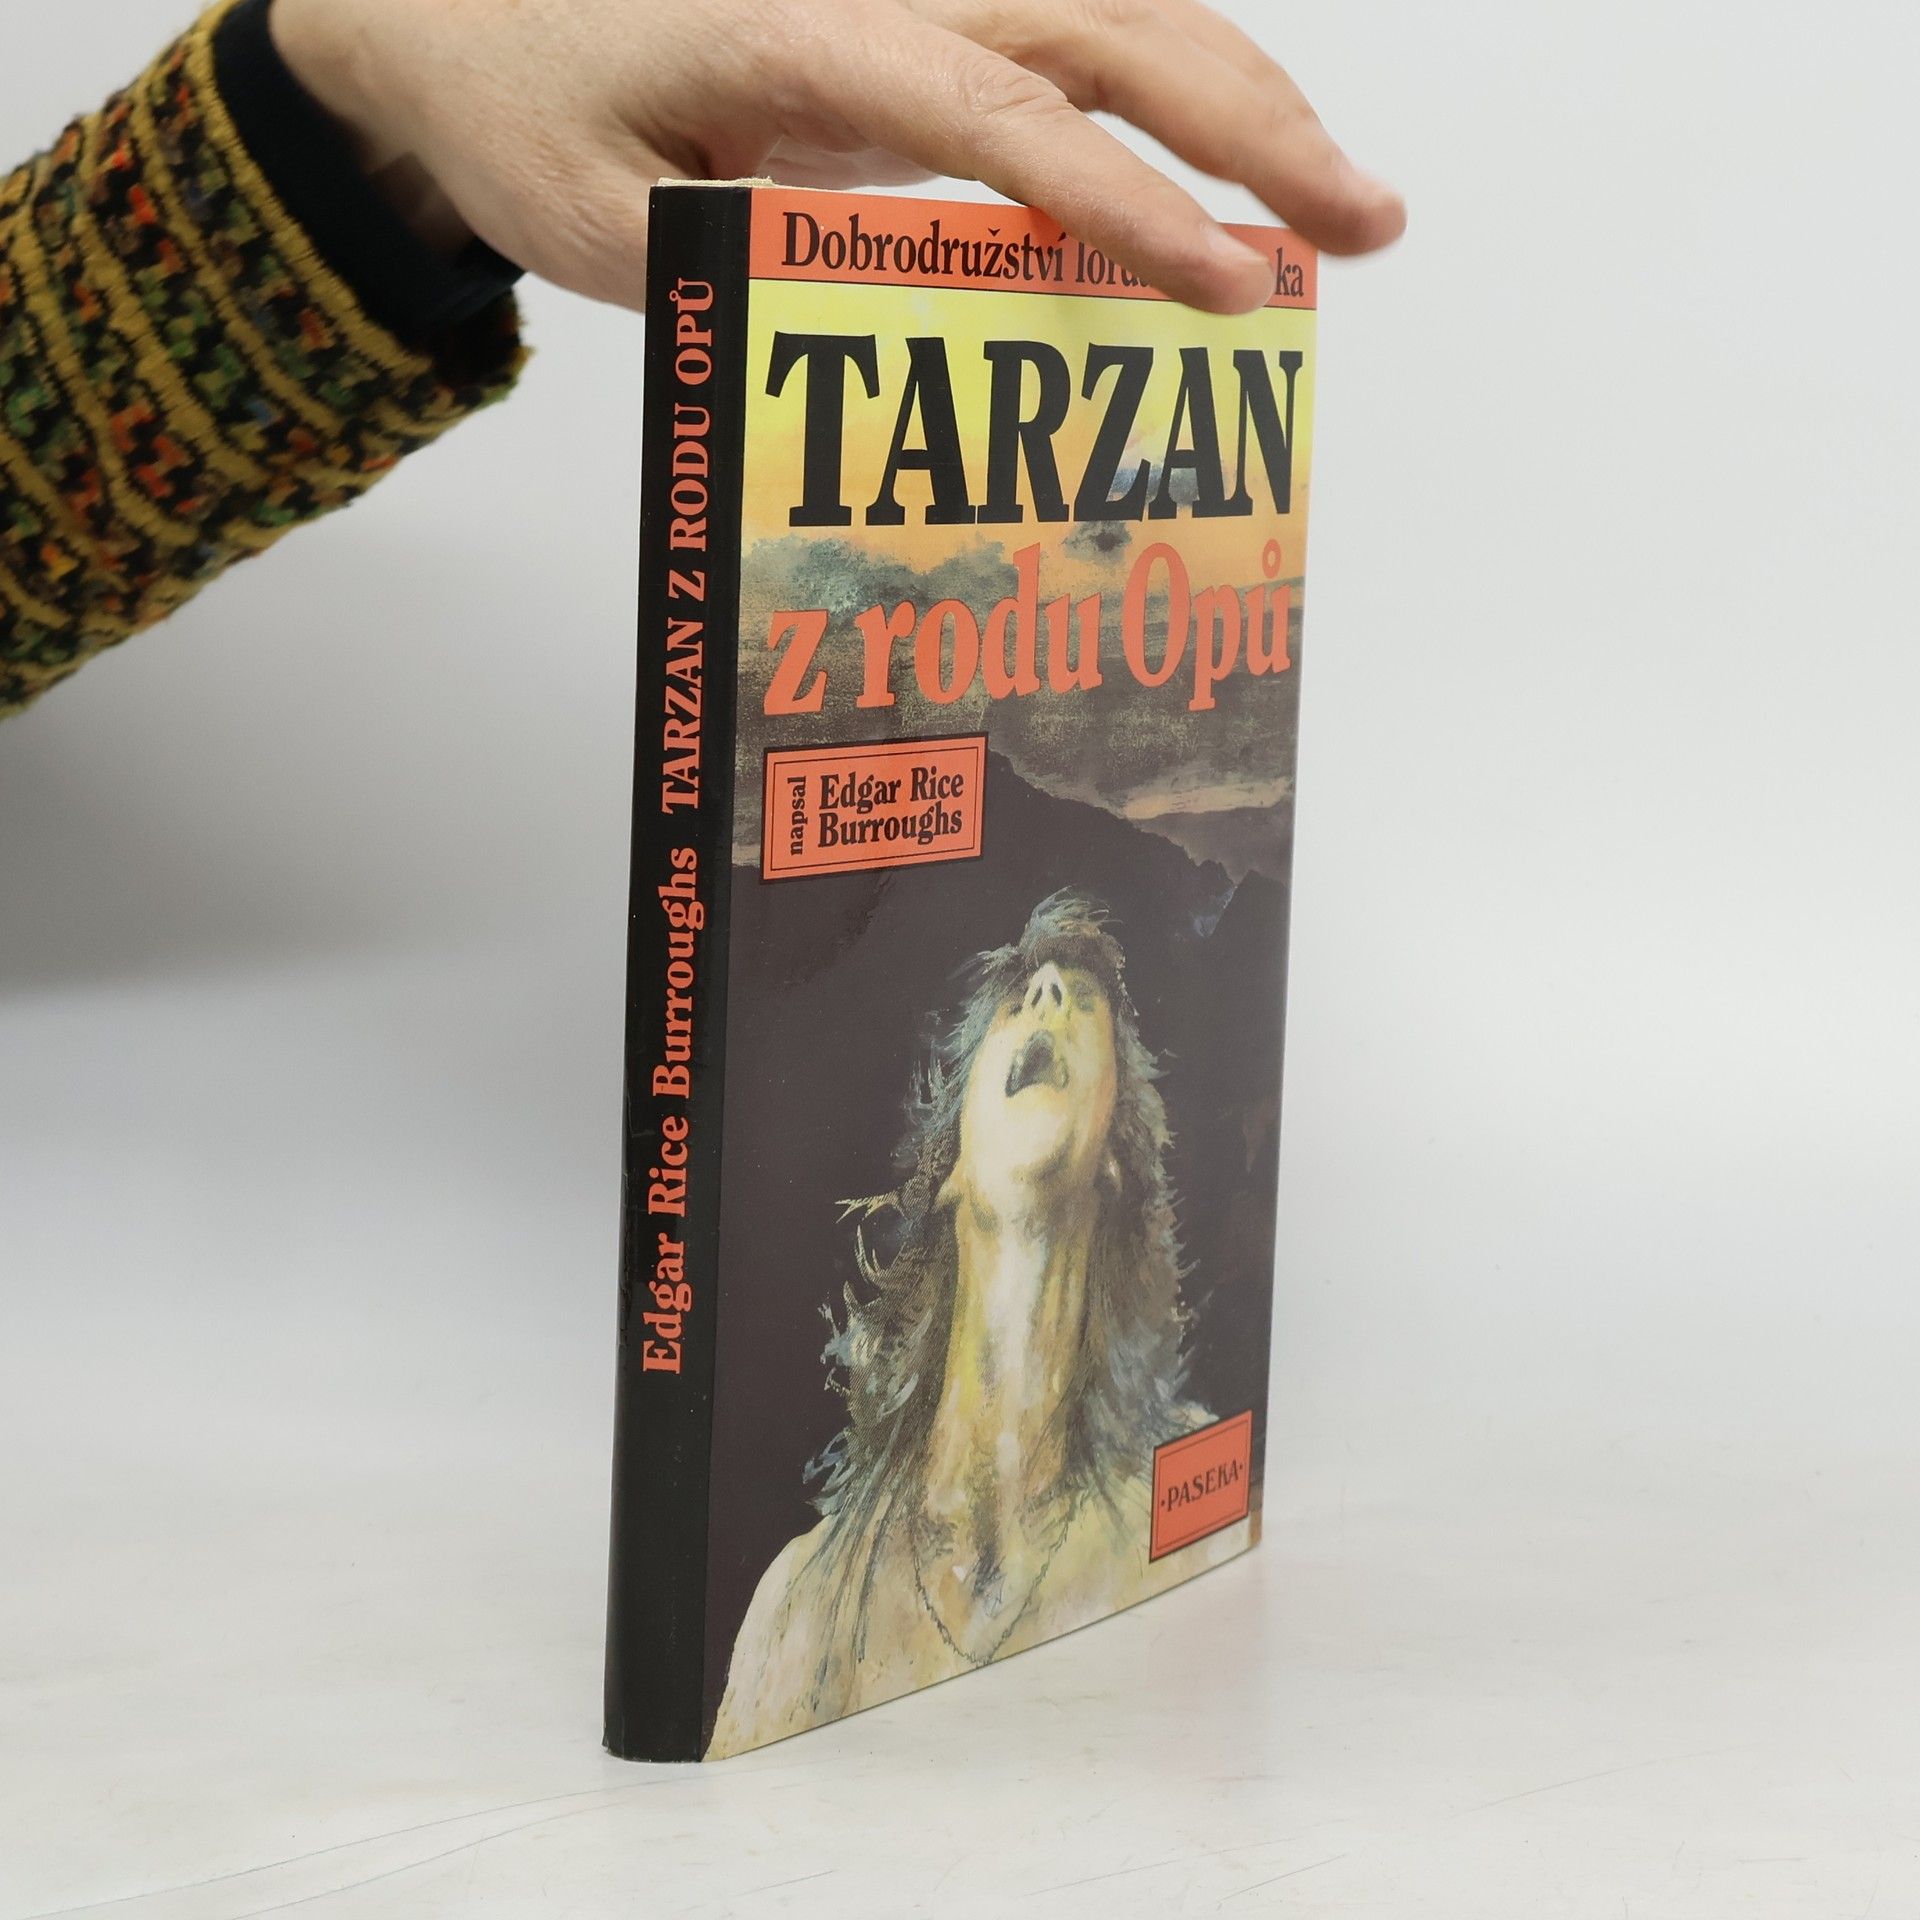 Edgar Rice Burroughs TARZAN Z RODU OPŮ
Dobrodružství
TARZAN
z rodu Opů
napsal
Edgar Rice
Burroughs
·PASEKA·